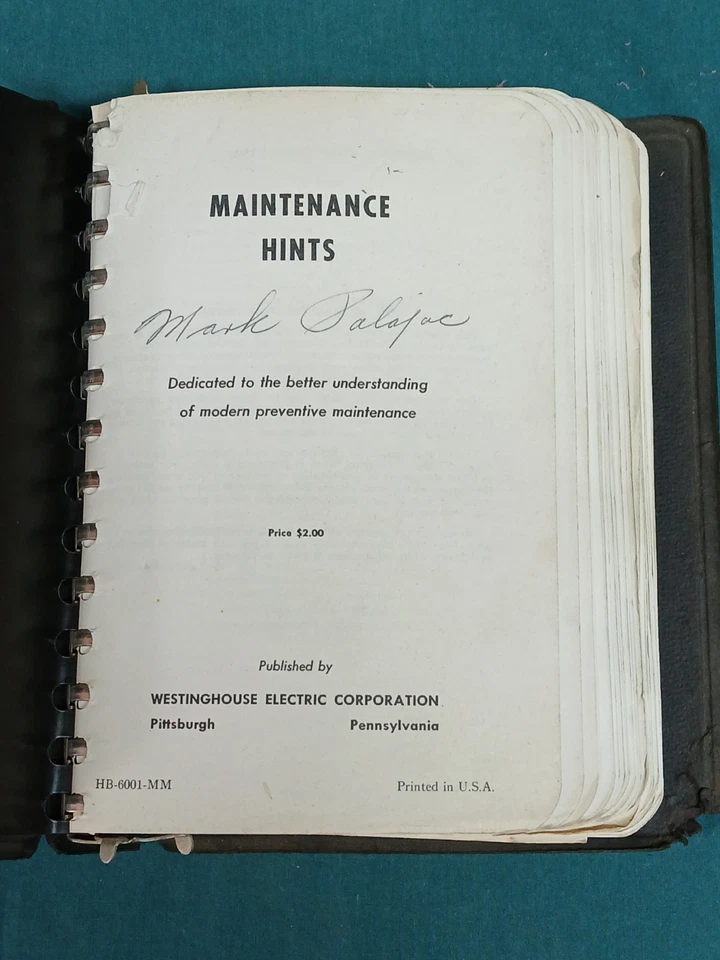 MAINTENANCE
HINTS
Mark Palajac
Dedicated to the better understanding
of modern preventive maintenance
Price $2.00
Published by
WESTINGHOUSE ELECTRIC CORPORATION
Pittsburgh Pennsylvania
HB-6001-MM Printed in U.S.A.